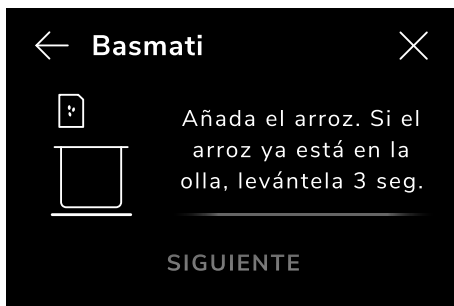 Basmati
Añada el arroz. Si el
arroz ya está en la
olla, levántela 3 seg.
SIGUIENTE